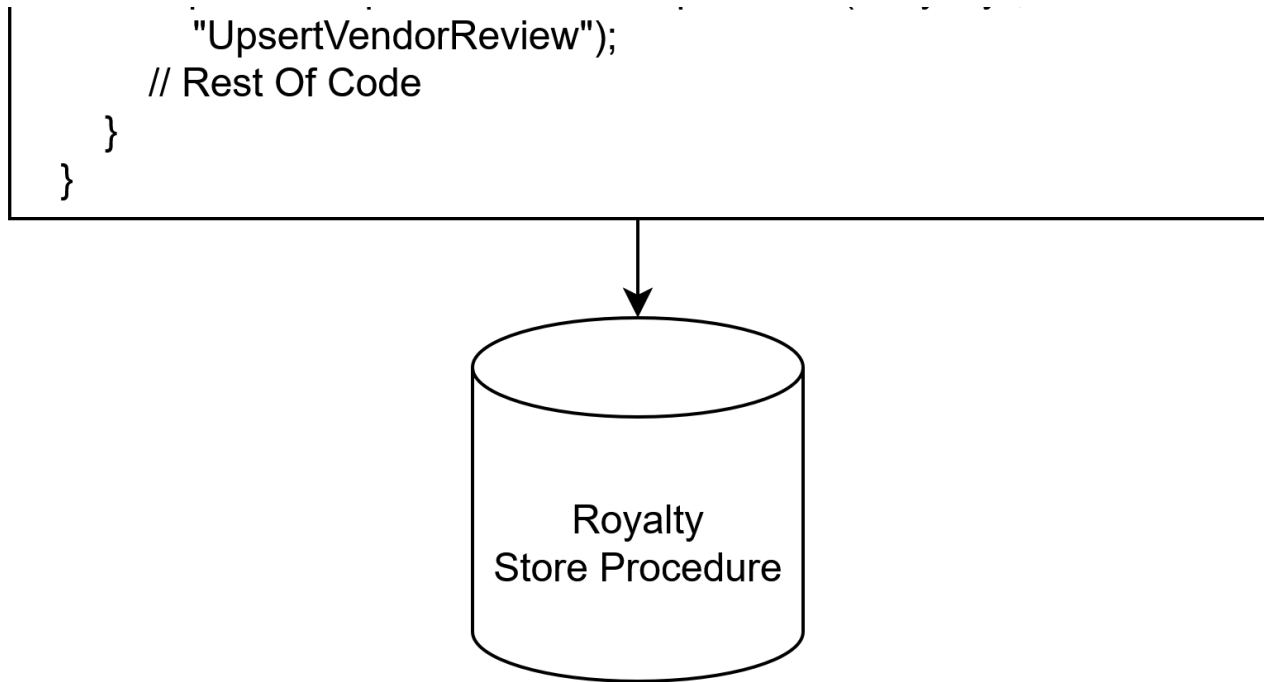 "UpsertVendorReview");
// Rest Of Code
}
}
Royalty
Store Procedure